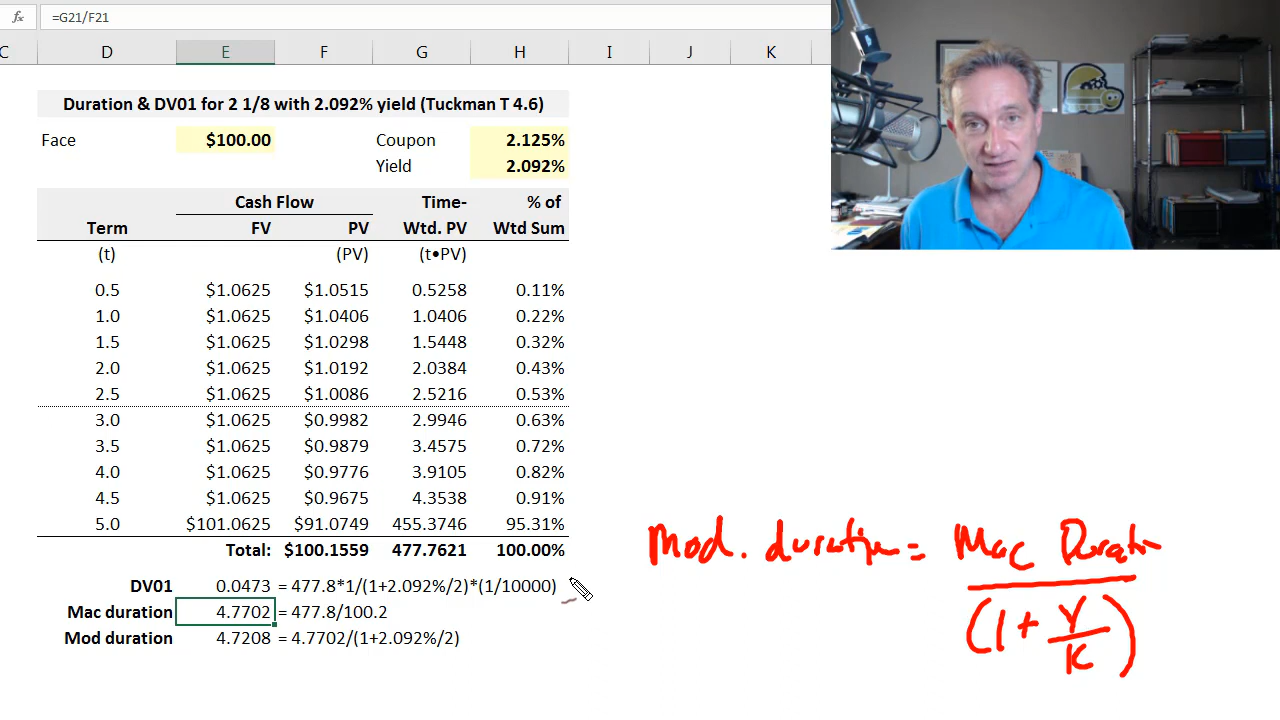 fx =G21/F21
C D E F G H I J K
Duration & DV01 for 2 1/8 with 2.092% yield (Tuckman T 4.6)
Face $100.00 Coupon 2.125%
Yield 2.092%
Cash Flow Time- % of
Term FV PV Wtd. PV Wtd Sum
(t) (PV) (t•PV)
0.5 $1.0625 $1.0515 0.5258 0.11%
1.0 $1.0625 $1.0406 1.0406 0.22%
1.5 $1.0625 $1.0298 1.5448 0.32%
2.0 $1.0625 $1.0192 2.0384 0.43%
2.5 $1.0625 $1.0086 2.5216 0.53%
3.0 $1.0625 $0.9982 2.9946 0.63%
3.5 $1.0625 $0.9879 3.4575 0.72%
4.0 $1.0625 $0.9776 3.9105 0.82%
4.5 $1.0625 $0.9675 4.3538 0.91%
5.0 $101.0625 $91.0749 455.3746 95.31%
Total: $100.1559 477.7621 100.00%
DV01 0.0473 = 477.8*1/(1+2.092%/2)*(1/10000)
Mac duration 4.7702 = 477.8/100.2
Mod duration 4.7208 = 4.7702/(1+2.092%/2)
Mod. duration = Mac Duration
(1 + Y
K)